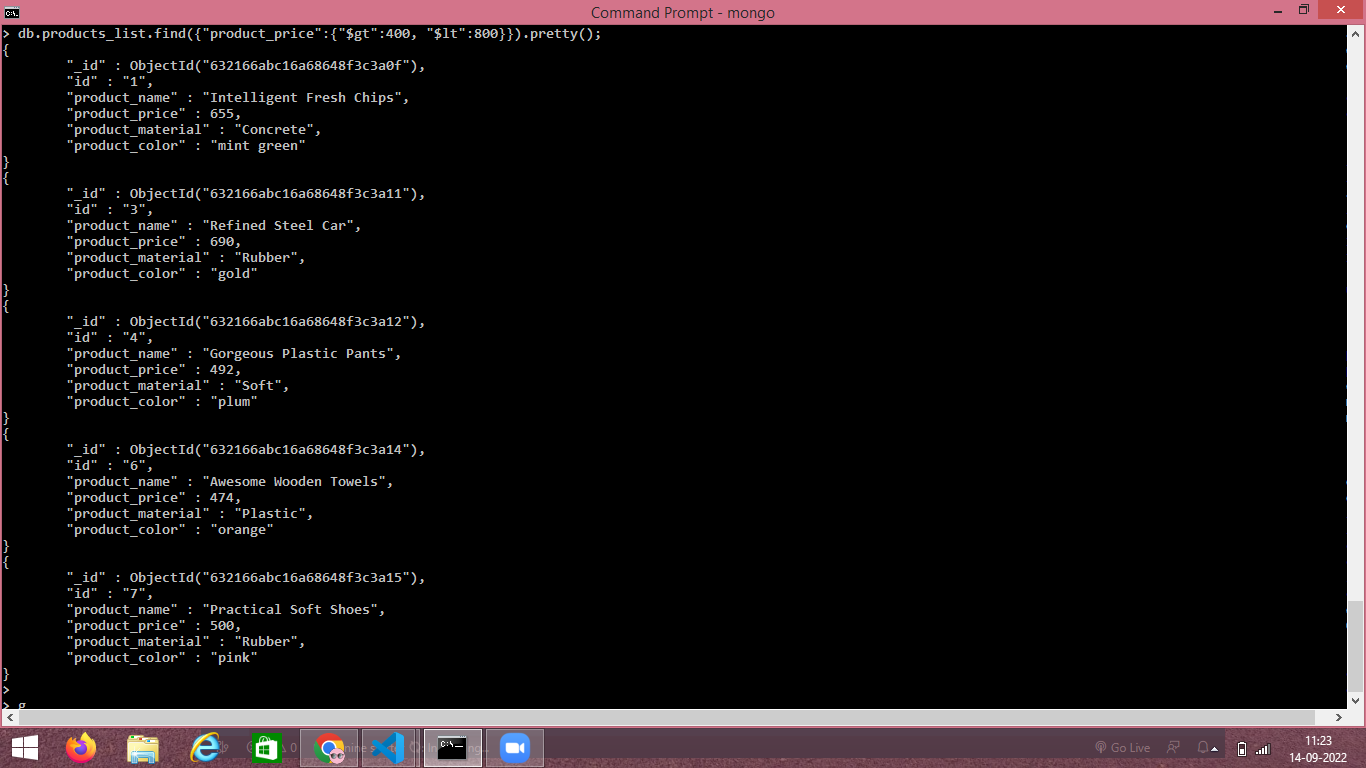 Command Prompt - mongo
> db.products_list.find({"product_price":{"$gt":400, "$lt":800}}).pretty();
{
"_id" : ObjectId("632166abc16a68648f3c3a0f"),
"id" : "1",
"product_name" : "Intelligent Fresh Chips",
"product_price" : 655,
"product_material" : "Concrete",
"product_color" : "mint green"
}
{
"_id" : ObjectId("632166abc16a68648f3c3a11"),
"id" : "3",
"product_name" : "Refined Steel Car",
"product_price" : 690,
"product_material" : "Rubber",
"product_color" : "gold"
}
{
"_id" : ObjectId("632166abc16a68648f3c3a12"),
"id" : "4",
"product_name" : "Gorgeous Plastic Pants",
"product_price" : 492,
"product_material" : "Soft",
"product_color" : "plum"
}
{
"_id" : ObjectId("632166abc16a68648f3c3a14"),
"id" : "6",
"product_name" : "Awesome Wooden Towels",
"product_price" : 474,
"product_material" : "Plastic",
"product_color" : "orange"
}
{
"_id" : ObjectId("632166abc16a68648f3c3a15"),
"id" : "7",
"product_name" : "Practical Soft Shoes",
"product_price" : 500,
"product_material" : "Rubber",
"product_color" : "pink"
}
>
> g
C:\_
0
Go Live
11:23
14-09-2022